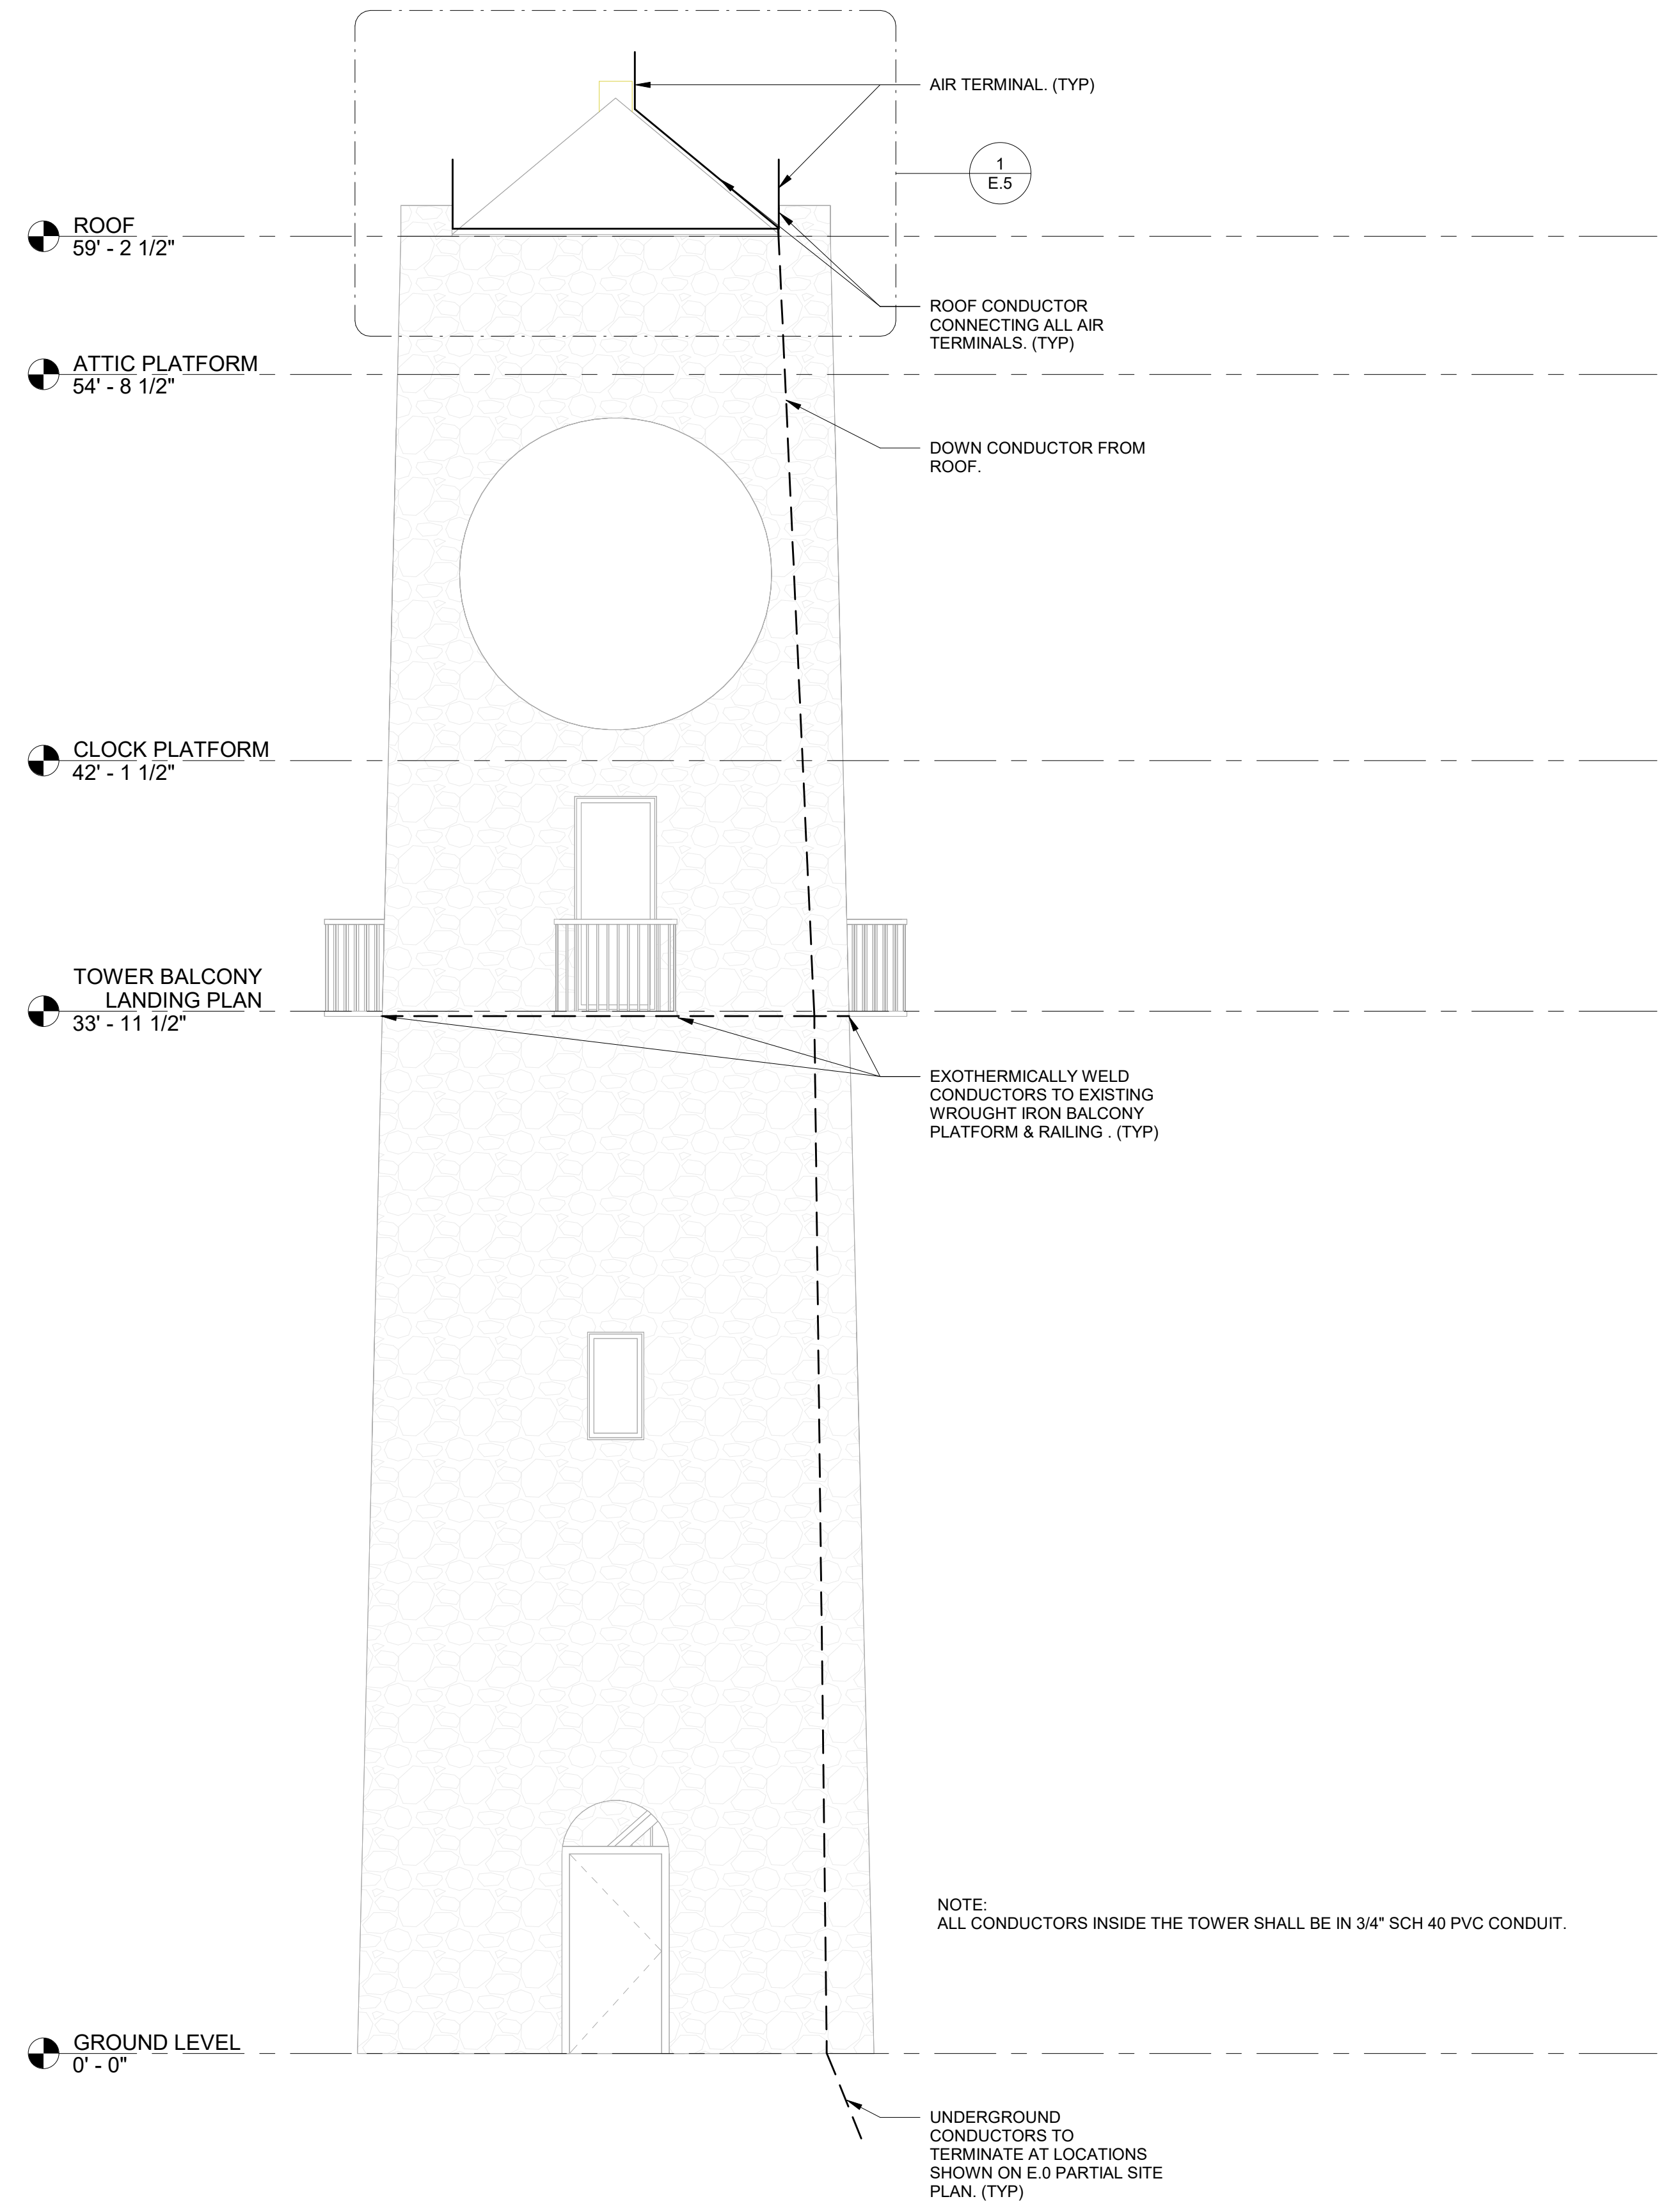 AIR TERMINAL. (TYP)
1
E.5
ROOF
59' - 2 1/2"
ROOF CONDUCTOR
CONNECTING ALL AIR
TERMINALS. (TYP)
ATTIC PLATFORM
54' - 8 1/2"
DOWN CONDUCTOR FROM
ROOF.
CLOCK PLATFORM
42' - 1 1/2"
TOWER BALCONY
LANDING PLAN
33' - 11 1/2"
EXOTHERMICALLY WELD
CONDUCTORS TO EXISTING
WROUGHT IRON BALCONY
PLATFORM & RAILING . (TYP)
NOTE:
ALL CONDUCTORS INSIDE THE TOWER SHALL BE IN 3/4" SCH 40 PVC CONDUIT.
GROUND LEVEL
0' - 0"
UNDERGROUND
CONDUCTORS TO
TERMINATE AT LOCATIONS
SHOWN ON E.0 PARTIAL SITE
PLAN. (TYP)